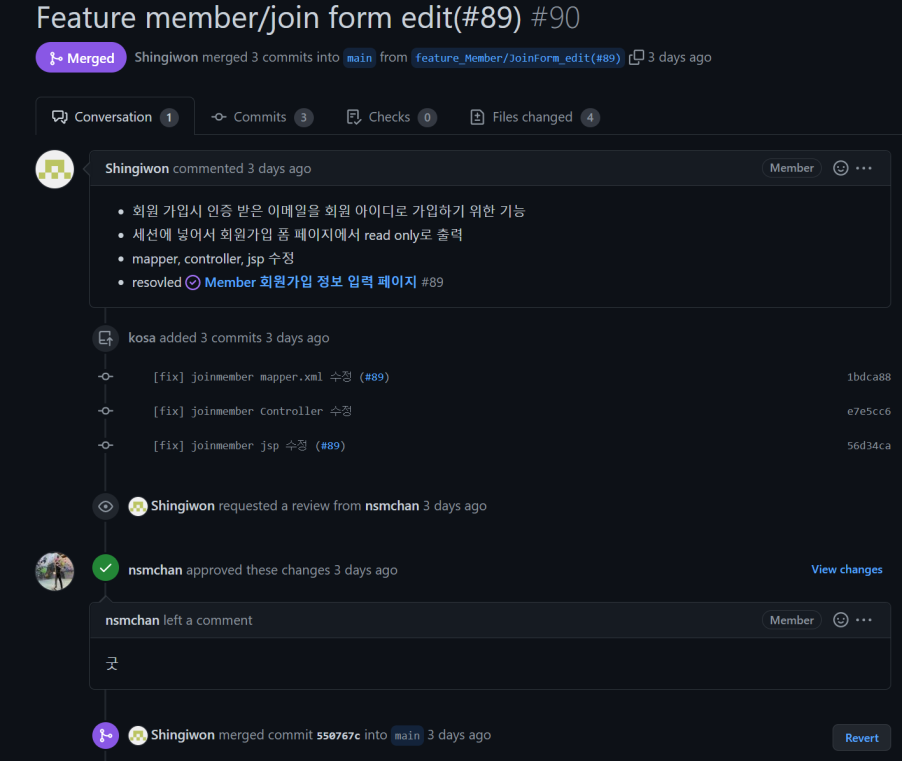 Feature member/join form edit(#89) #90
Merged Shingiwon merged 3 commits into main from feature_Member/JoinForm_edit(#89) 3 days ago
Conversation 1 Commits 3 Checks 0 Files changed 4
Shingiwon commented 3 days ago Member
회원 가입시 인증 받은 이메일을 회원 아이디로 가입하기 위한 기능
세션에 넣어서 회원가입 폼 페이지에서 read only로 출력
mapper, controller, jsp 수정
resovled Member 회원가입 정보 입력 페이지 #89
kosa added 3 commits 3 days ago
[fix] joinmember mapper.xml 수정 (#89) 1bdca88
[fix] joinmember Controller 수정 e7e5cc6
[fix] joinmember jsp 수정 (#89) 56d34ca
Shingiwon requested a review from nsmchan 3 days ago
nsmchan approved these changes 3 days ago View changes
nsmchan left a comment Member
굿
Shingiwon merged commit 550767c into main 3 days ago Revert